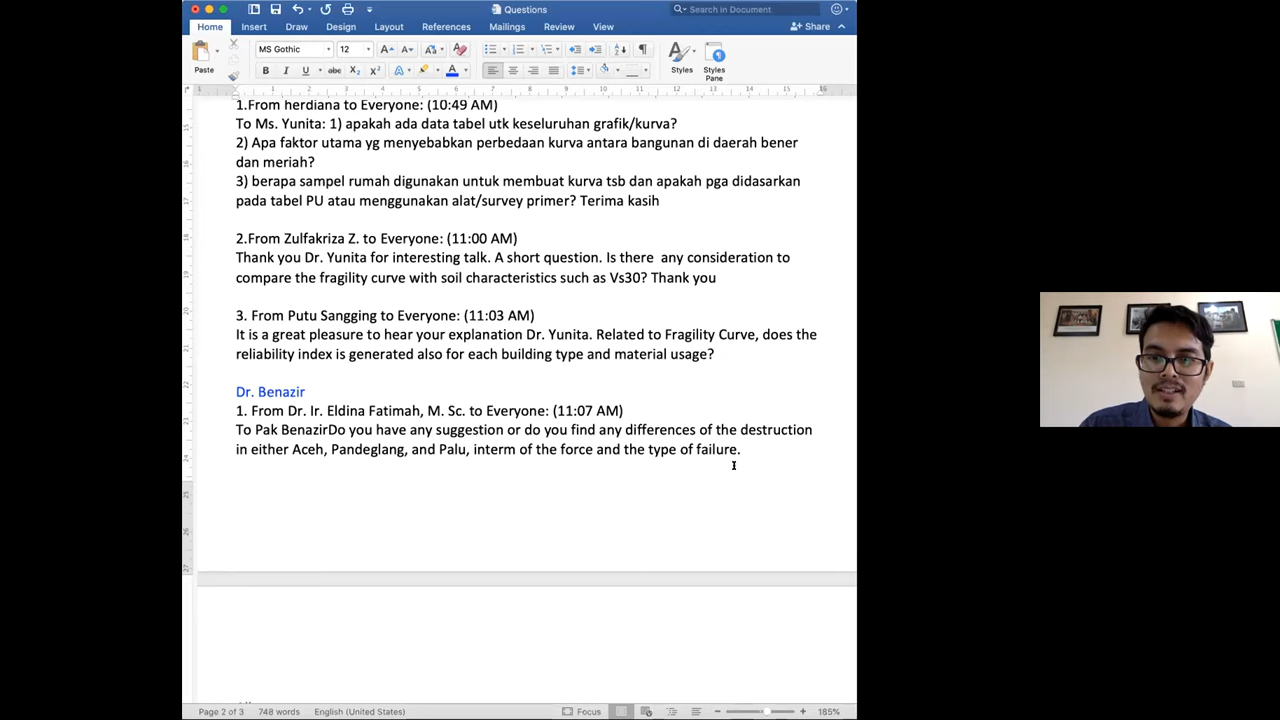 Questions
Search in Document
Home Insert Draw Design Layout References Mailings Review View Share
Paste MS Gothic 12 Styles Styles Pane
1.From herdiana to Everyone: (10:49 AM)
To Ms. Yunita: 1) apakah ada data tabel utk keseluruhan grafik/kurva?
2) Apa faktor utama yg menyebabkan perbedaan kurva antara bangunan di daerah bener
dan meriah?
3) berapa sampel rumah digunakan untuk membuat kurva tsb dan apakah pga didasarkan
pada tabel PU atau menggunakan alat/survey primer? Terima kasih
2.From Zulfakriza Z. to Everyone: (11:00 AM)
Thank you Dr. Yunita for interesting talk. A short question. Is there  any consideration to
compare the fragility curve with soil characteristics such as Vs30? Thank you
3. From Putu Sangging to Everyone: (11:03 AM)
It is a great pleasure to hear your explanation Dr. Yunita. Related to Fragility Curve, does the
reliability index is generated also for each building type and material usage?
Dr. Benazir
1. From Dr. Ir. Eldina Fatimah, M. Sc. to Everyone: (11:07 AM)
To Pak BenazirDo you have any suggestion or do you find any differences of the destruction
in either Aceh, Pandeglang, and Palu, interm of the force and the type of failure.
Page 2 of 3 748 words English (United States) Focus 185%